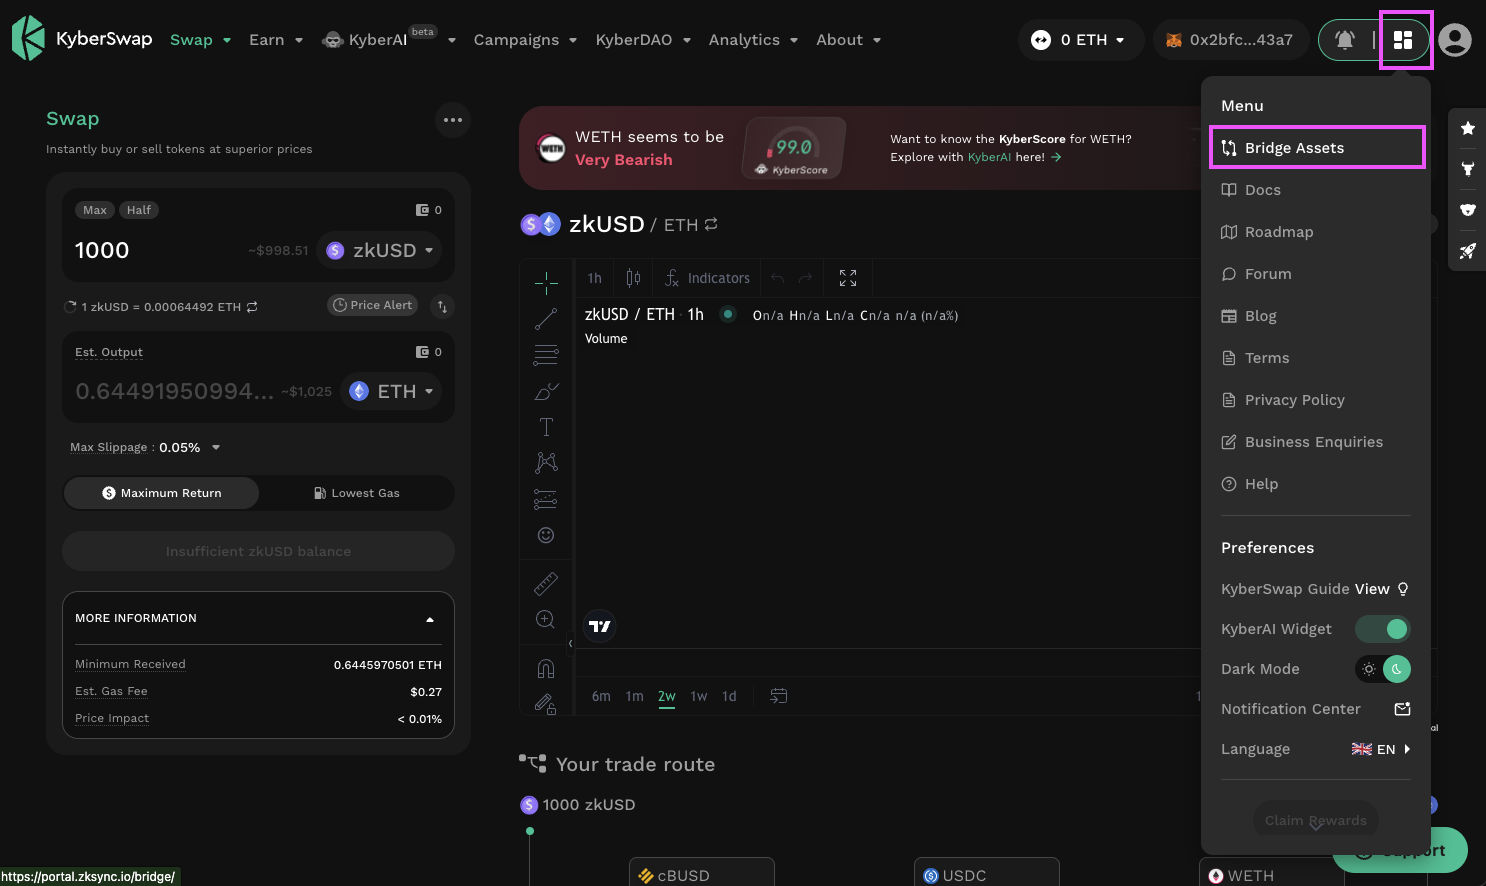 KyberSwap
Swap
Earn
KyberAI
beta
Campaigns
KyberDAO
Analytics
About
0 ETH
0x2bfc...43a7
Swap
Instantly buy or sell tokens at superior prices
Max
Half
0
1000
~$998.51
zkUSD
1 zkUSD = 0.00064492 ETH
Price Alert
Est. Output
0
0.64491950994...
~$1,025
ETH
Max Slippage : 0.05%
Maximum Return
Lowest Gas
Insufficient zkUSD balance
MORE INFORMATION
Minimum Received
0.6445970501 ETH
Est. Gas Fee
$0.27
Price Impact
< 0.01%
https://portal.zksync.io/bridge/
WETH
WETH seems to be
Very Bearish
99.0
KyberScore
Want to know the KyberScore for WETH?
Explore with KyberAI here! →
zkUSD / ETH
1h
Indicators
zkUSD / ETH · 1h
On/a Hn/a Ln/a Cn/a n/a (n/a%)
Volume
6m
1m
2w
1w
1d
Your trade route
1000 zkUSD
cBUSD
USDC
WETH
Menu
Bridge Assets
Docs
Roadmap
Forum
Blog
Terms
Privacy Policy
Business Enquiries
Help
Preferences
KyberSwap Guide
View
KyberAI Widget
Dark Mode
Notification Center
Language
EN
Claim Rewards
Support